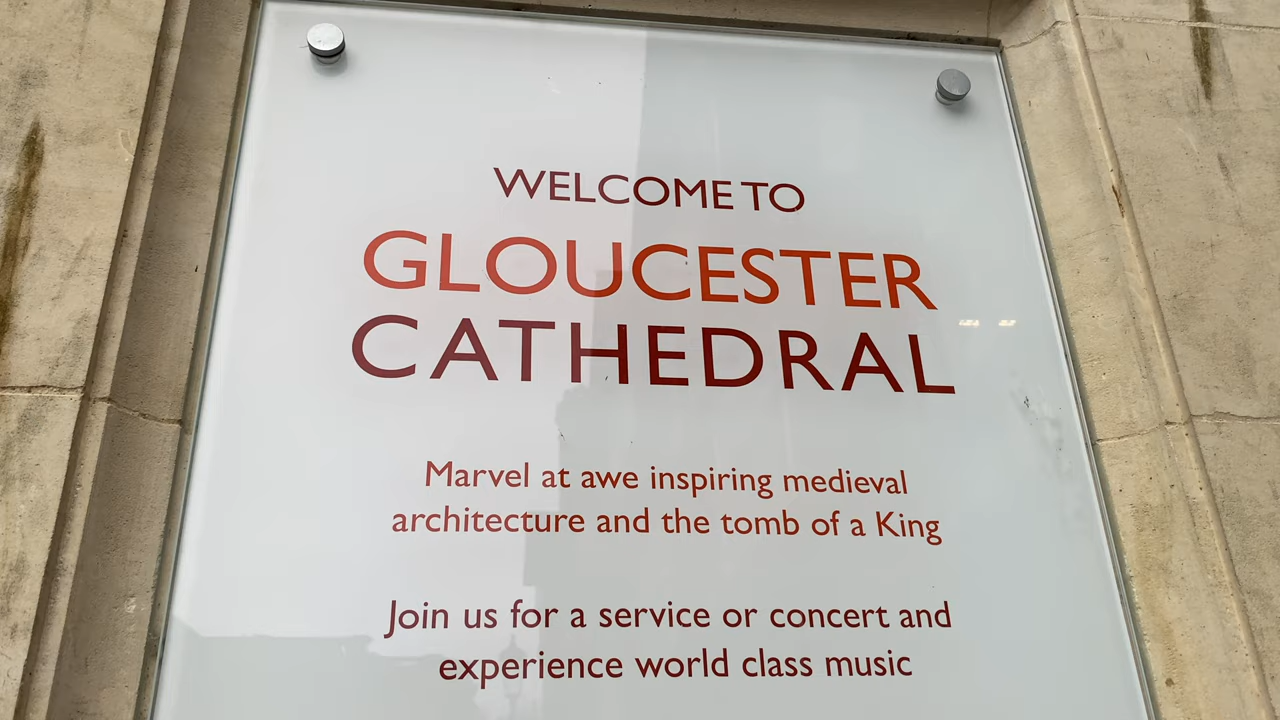 WELCOME TO
GLOUCESTER
CATHEDRAL
Marvel at awe inspiring medieval
architecture and the tomb of a King
Join us for a service or concert and
experience world class music